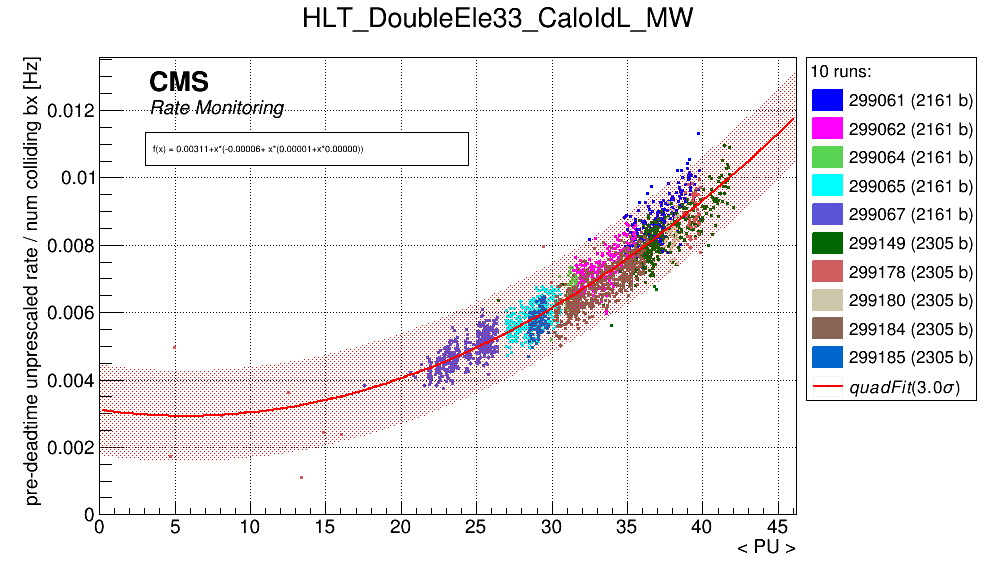 HLT_DoubleEle33_CaloIdL_MW
pre-deadtime unprescaled rate / num colliding bx [Hz]
CMS
Rate Monitoring
f(x) = 0.00311+x*(-0.00006+ x*(0.00001+x*0.00000))
0.012
0.01
0.008
0.006
0.004
0.002
0
0 5 10 15 20 25 30 35 40 45
< PU >
10 runs:
299061 (2161 b)
299062 (2161 b)
299064 (2161 b)
299065 (2161 b)
299067 (2161 b)
299149 (2305 b)
299178 (2305 b)
299180 (2305 b)
299184 (2305 b)
299185 (2305 b)
quadFit(3.0σ)